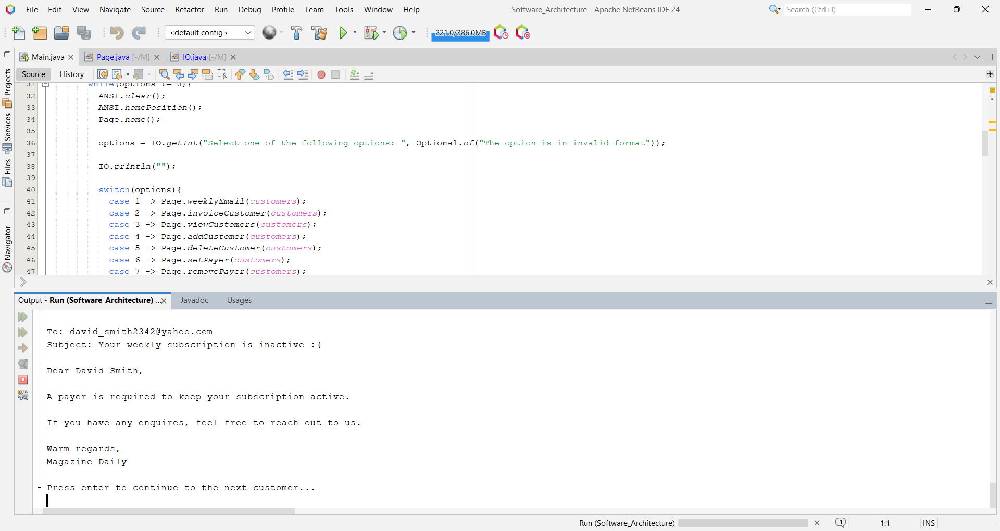 File Edit View Navigate Source Refactor Run Debug Profile Team Tools Window Help Software_Architecture - Apache NetBeans IDE 24 Search (Ctrl+I)
<default config> 221.0/386.0MB
Main.java Page.java [-/M] IO.java [-/M]
Source History
Projects
Services
Files
Navigator
31 while(options != 0){
32 ANSI.clear();
33 ANSI.homePosition();
34 Page.home();
35
36 options = IO.getInt("Select one of the following options: ", Optional.of("The option is in invalid format"));
37
38 IO.println("");
39
40 switch(options){
41 case 1 -> Page.weeklyEmail(customers);
42 case 2 -> Page.invoiceCustomer(customers);
43 case 3 -> Page.viewCustomers(customers);
44 case 4 -> Page.addCustomer(customers);
45 case 5 -> Page.deleteCustomer(customers);
46 case 6 -> Page.setPayer(customers);
47 case 7 -> Page.removePayer(customers);
Output - Run (Software_Architecture) ... Javadoc Usages
To: david_smith2342@yahoo.com
Subject: Your weekly subscription is inactive :(
Dear David Smith,
A payer is required to keep your subscription active.
If you have any enquires, feel free to reach out to us.
Warm regards,
Magazine Daily
Press enter to continue to the next customer...
Run (Software_Architecture) 1 1:1 INS